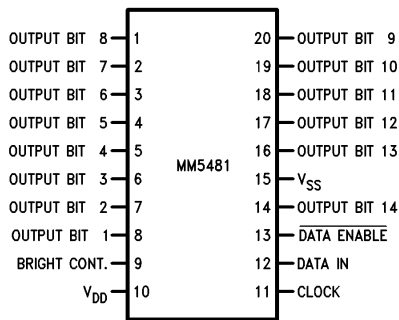 OUTPUT BIT 8 1 20 OUTPUT BIT 9
OUTPUT BIT 7 2 19 OUTPUT BIT 10
OUTPUT BIT 6 3 18 OUTPUT BIT 11
OUTPUT BIT 5 4 17 OUTPUT BIT 12
OUTPUT BIT 4 5 16 OUTPUT BIT 13
MM5481
OUTPUT BIT 3 6 15 VSS
OUTPUT BIT 2 7 14 OUTPUT BIT 14
OUTPUT BIT 1 8 13 DATA ENABLE
BRIGHT CONT. 9 12 DATA IN
VDD 10 11 CLOCK